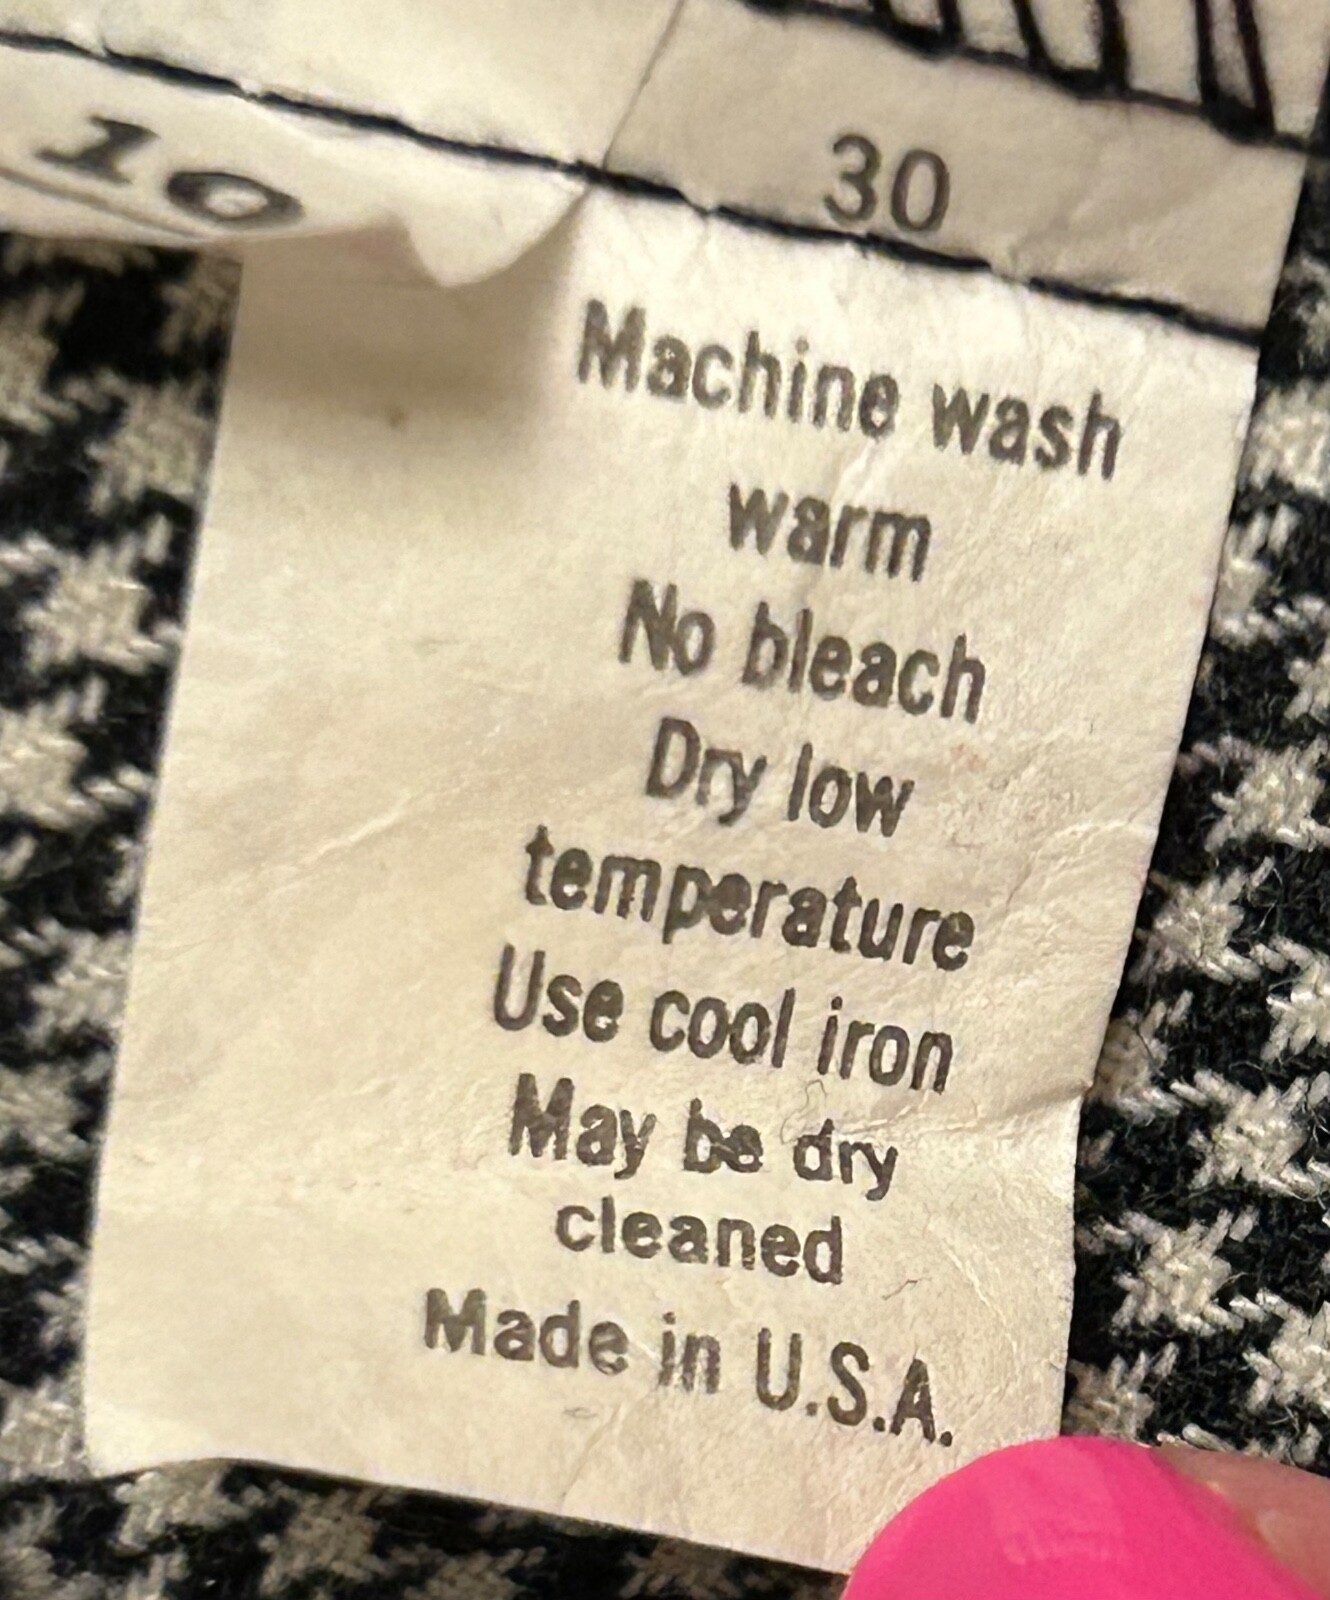 10
30
Machine wash
warm
No bleach
Dry low
temperature
Use cool iron
May be dry
cleaned
Made in U.S.A.